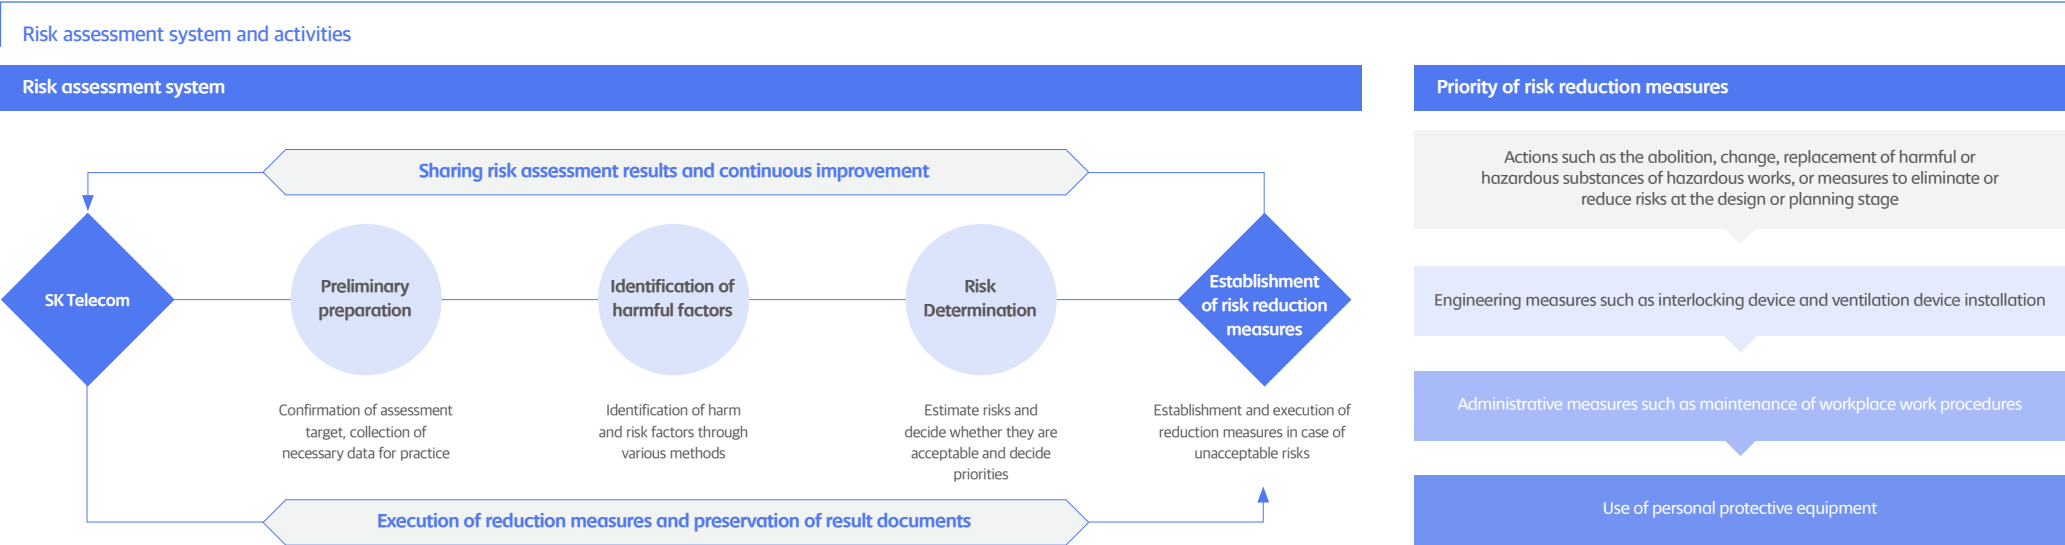 Risk assessment system and activities
Risk assessment system
Sharing risk assessment results and continuous improvement
SK Telecom
Preliminary
preparation
Identification of
harmful factors
Risk
Determination
Establishment
of risk reduction
measures
Confirmation of assessment
target, collection of
necessary data for practice
Identification of harm
and risk factors through
various methods
Estimate risks and
decide whether they are
acceptable and decide
priorities
Establishment and execution of
reduction measures in case of
unacceptable risks
Execution of reduction measures and preservation of result documents
Priority of risk reduction measures
Actions such as the abolition, change, replacement of harmful or
hazardous substances of hazardous works, or measures to eliminate or
reduce risks at the design or planning stage
Engineering measures such as interlocking device and ventilation device installation
Administrative measures such as maintenance of workplace work procedures
Use of personal protective equipment